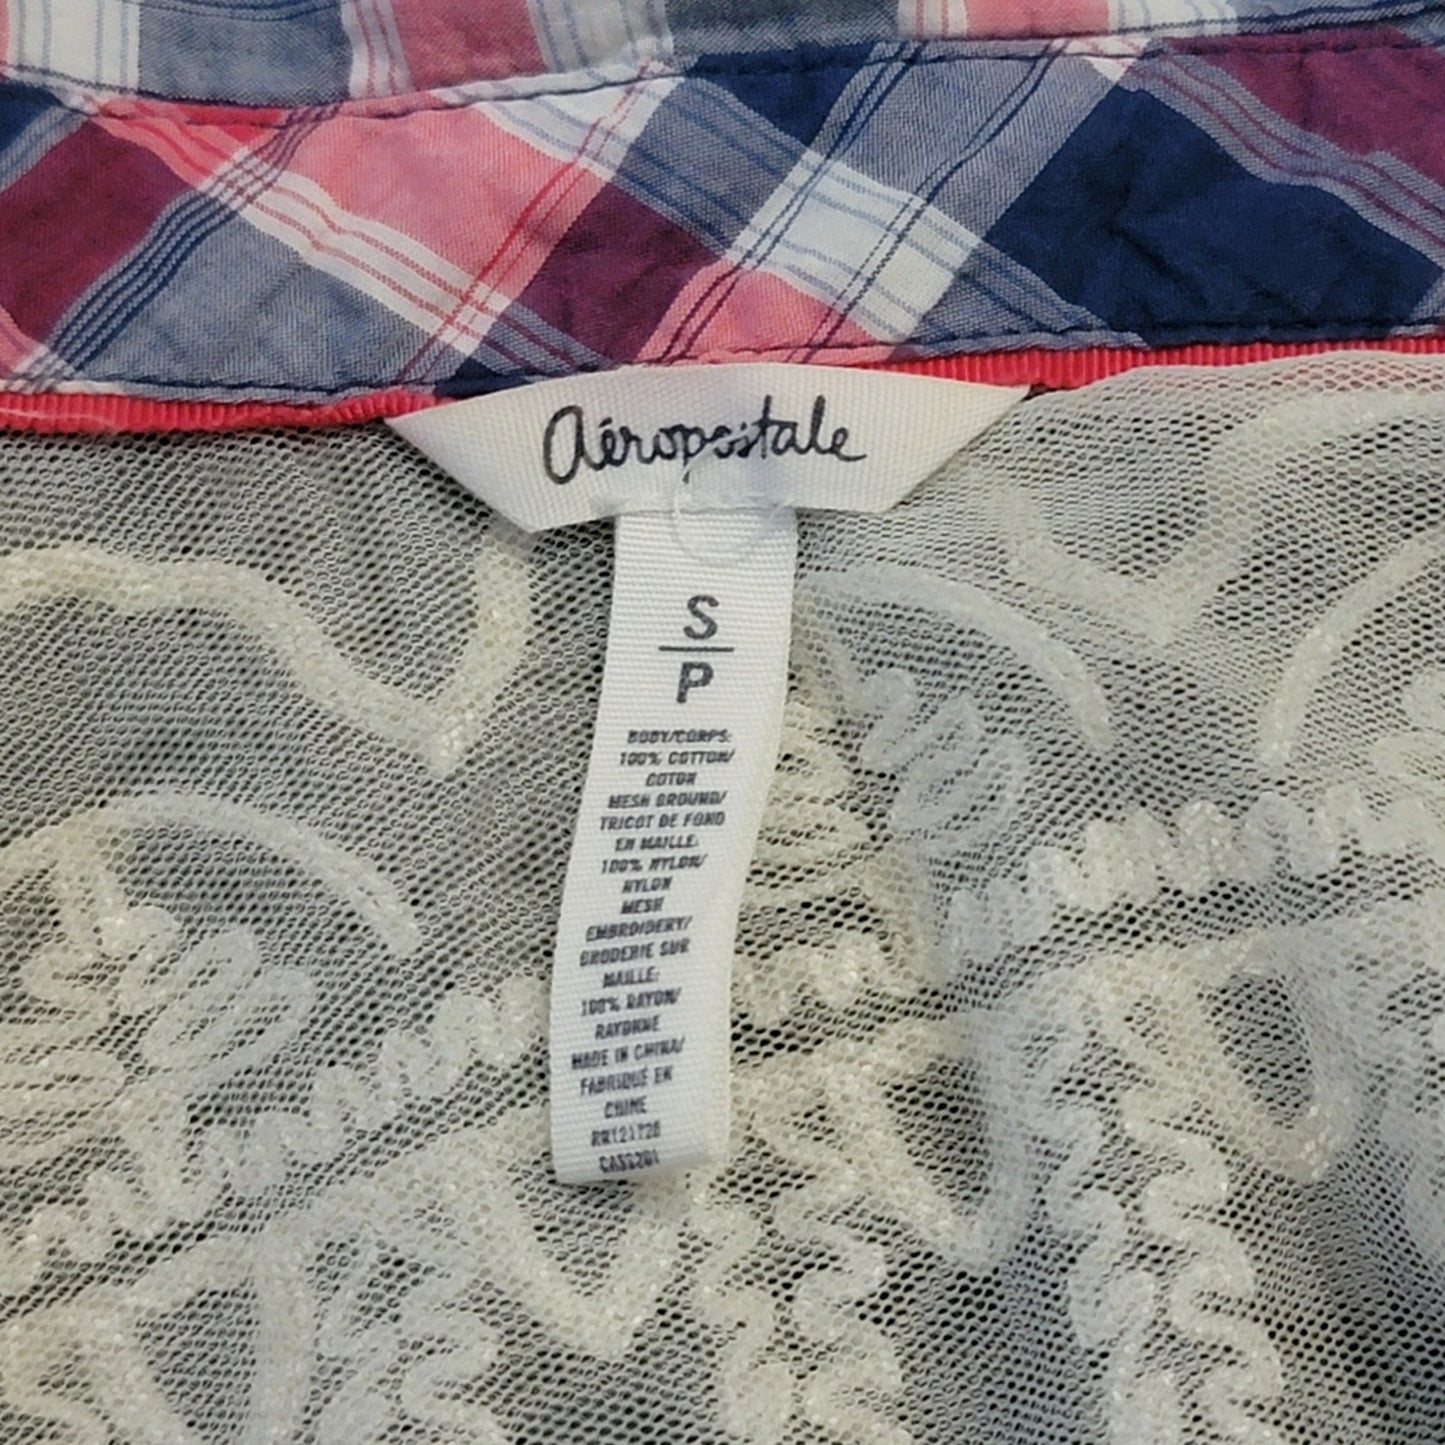 Aéropostale
S
P
BODY/CORPS:
100% COTTON/
COTON
MESH GROUND/
TRICOT DE FOND
EN MAILLE:
100% NYLON/
NYLON
MESH
EMBROIDERY/
BRODERIE SUR
MAILLE:
100% RAYON/
RAYONNE
MADE IN CHINA/
FABRIQUÉ EN
CHINE
RN121726